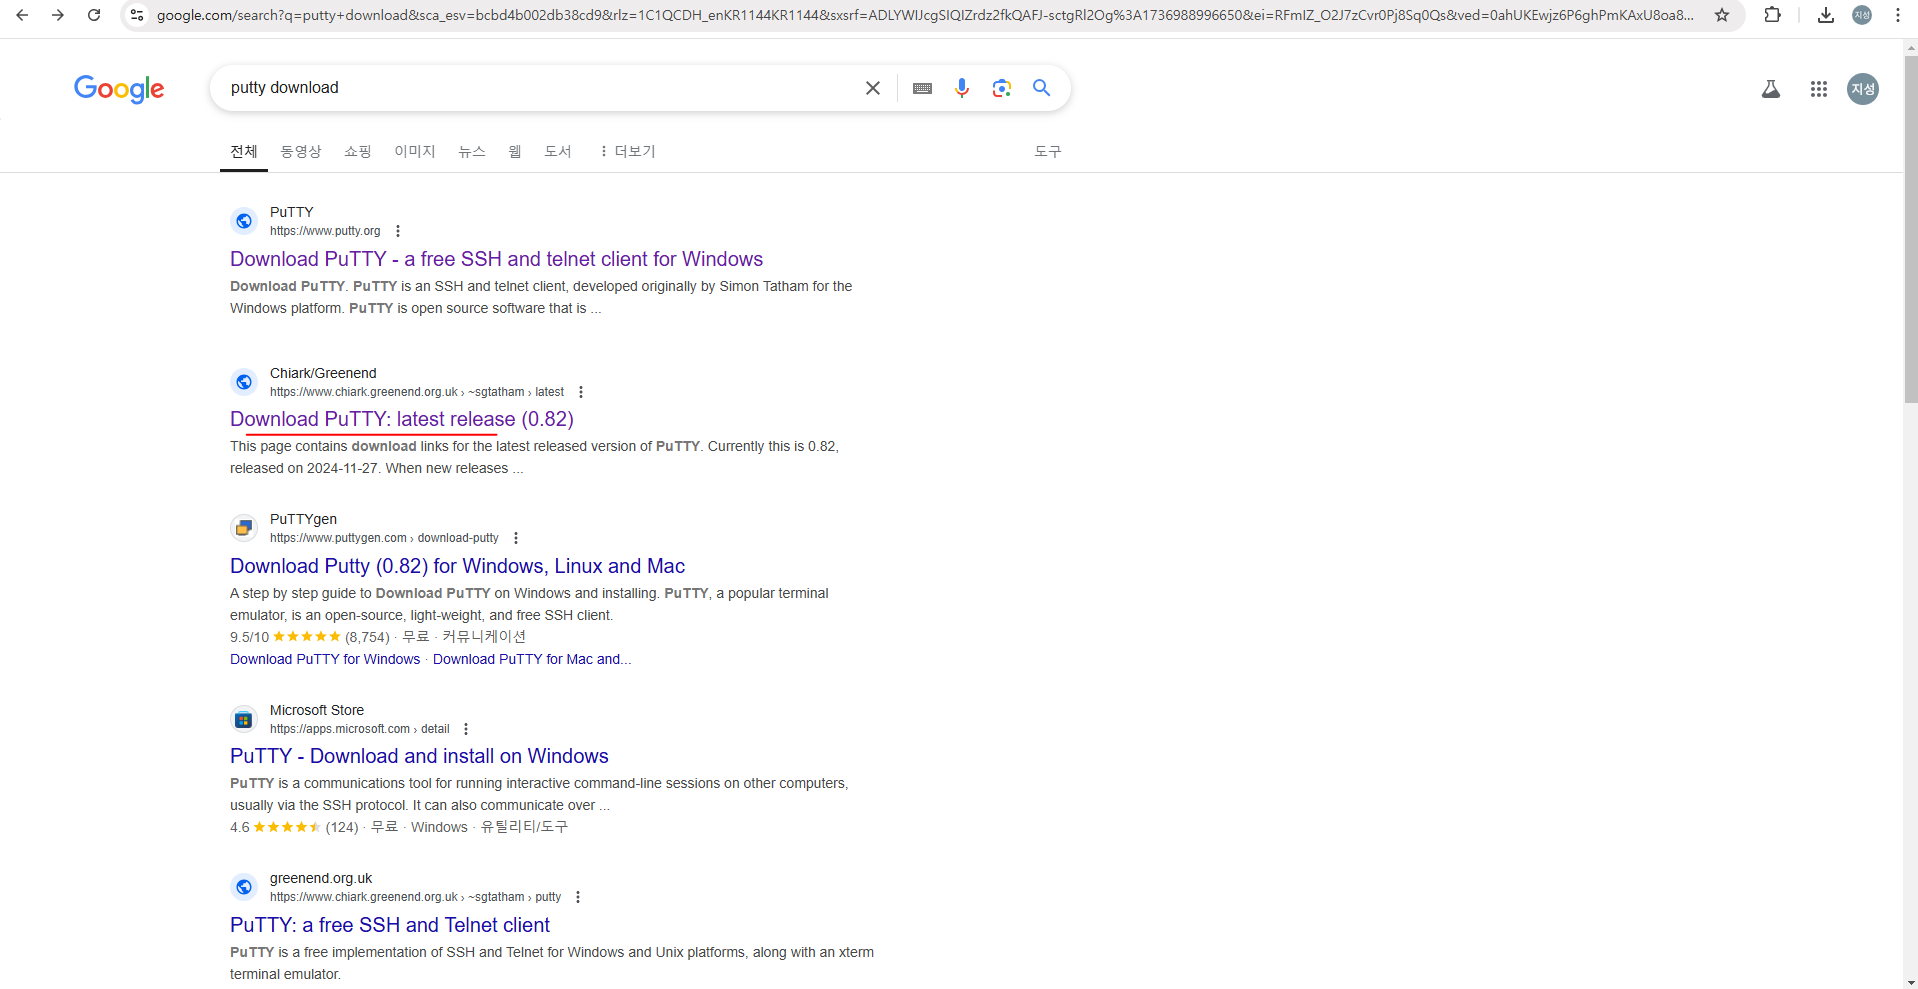 google.com/search?q=putty+download&sca_esv=bcbd4b002db38cd9&rlz=1C1QCDH_enKR1144KR1144&sxsrf=ADLYWIJcgSIQIZrdz2fkQAFJ-sctgRl2Og%3A1736988996650&ei=RFmIZ_O2J7zCvr0Pj8Sq0Qs&ved=0ahUKEwjz6P6ghPmKAxU8oa8...
지성
Google
putty download
지성
전체 동영상 쇼핑 이미지 뉴스 웹 도서 더보기 도구
PuTTY
https://www.putty.org
Download PuTTY - a free SSH and telnet client for Windows
Download PuTTY. PuTTY is an SSH and telnet client, developed originally by Simon Tatham for the
Windows platform. PuTTY is open source software that is ...
Chiark/Greenend
https://www.chiark.greenend.org.uk › ~sgtatham › latest
Download PuTTY: latest release (0.82)
This page contains download links for the latest released version of PuTTY. Currently this is 0.82,
released on 2024-11-27. When new releases ...
PuTTYgen
https://www.puttygen.com › download-putty
Download Putty (0.82) for Windows, Linux and Mac
A step by step guide to Download PuTTY on Windows and installing. PuTTY, a popular terminal
emulator, is an open-source, light-weight, and free SSH client.
9.5/10 ★★★★★ (8,754) · 무료 · 커뮤니케이션
Download PuTTY for Windows · Download PuTTY for Mac and...
Microsoft Store
https://apps.microsoft.com › detail
PuTTY - Download and install on Windows
PuTTY is a communications tool for running interactive command-line sessions on other computers,
usually via the SSH protocol. It can also communicate over ...
4.6 (124) · 무료 · Windows · 유틸리티/도구
greenend.org.uk
https://www.chiark.greenend.org.uk › ~sgtatham › putty
PuTTY: a free SSH and Telnet client
PuTTY is a free implementation of SSH and Telnet for Windows and Unix platforms, along with an xterm
terminal emulator.